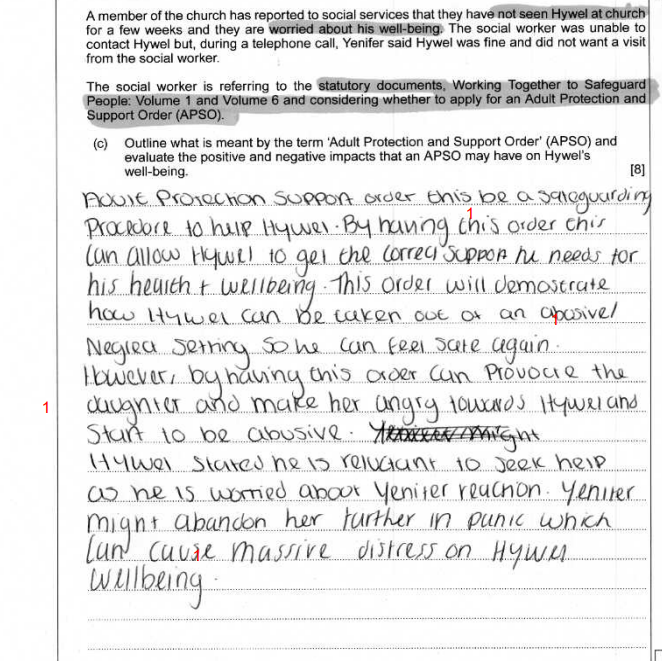 A member of the church has reported to social services that they have not seen Hywel at church
for a few weeks and they are worried about his well-being. The social worker was unable to
contact Hywel but, during a telephone call, Yenifer said Hywel was fine and did not want a visit
from the social worker.
The social worker is referring to the statutory documents, Working Together to Safeguard
People: Volume 1 and Volume 6 and considering whether to apply for an Adult Protection and
Support Order (APSO).
(c) Outline what is meant by the term 'Adult Protection and Support Order' (APSO) and
evaluate the positive and negative impacts that an APSO may have on Hywel's
well-being. [8]
Adult Protection Support order this be a safeguarding
Procedore to help Hywel. By having this order this
1
can allow Hywel to get the correct support he needs for
his health + wellbeing. This order will demostrate
how Hywel can be taken out of an abusive/
Neglect setting so he can feel safe again.
However, by having this order can Provocte the
1 daughter and make her angry towards Hywel and
Start to be abusive. might
Hywel stated he is reluctant to seek help
as he is worried about Yenifer reaction. Yenifer
might abandon her further in panic which
can cause massive distress on Hywel
wellbeing.